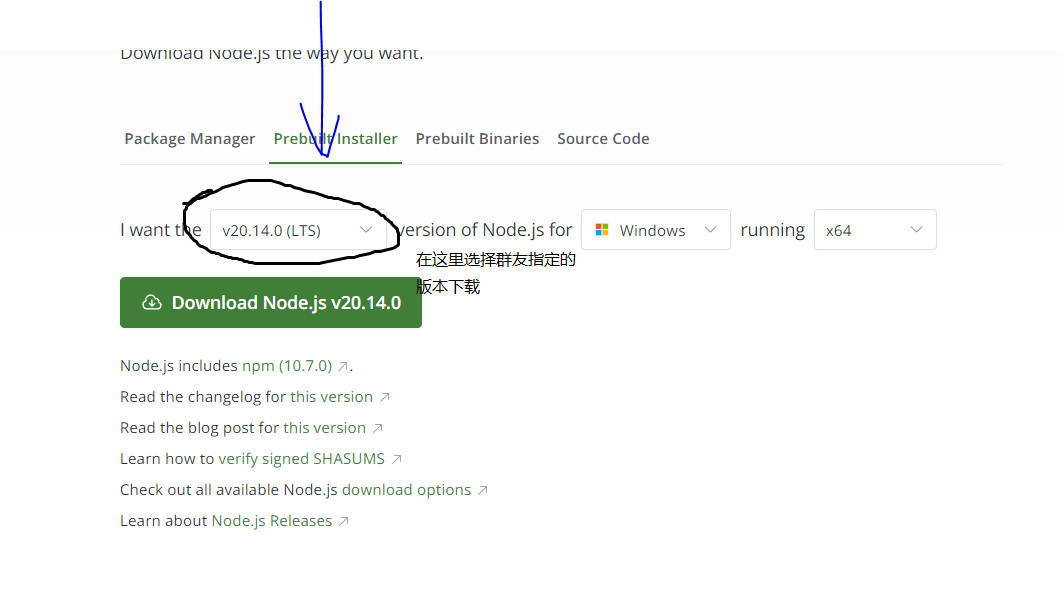 Download Node.js the way you want.
Package Manager Prebuilt Installer Prebuilt Binaries Source Code
I want the v20.14.0 (LTS) version of Node.js for Windows running x64
在这里选择群友指定的
版本下载
Download Node.js v20.14.0
Node.js includes npm (10.7.0) ↗.
Read the changelog for this version ↗
Read the blog post for this version ↗
Learn how to verify signed SHASUMS ↗
Check out all available Node.js download options ↗
Learn about Node.js Releases ↗